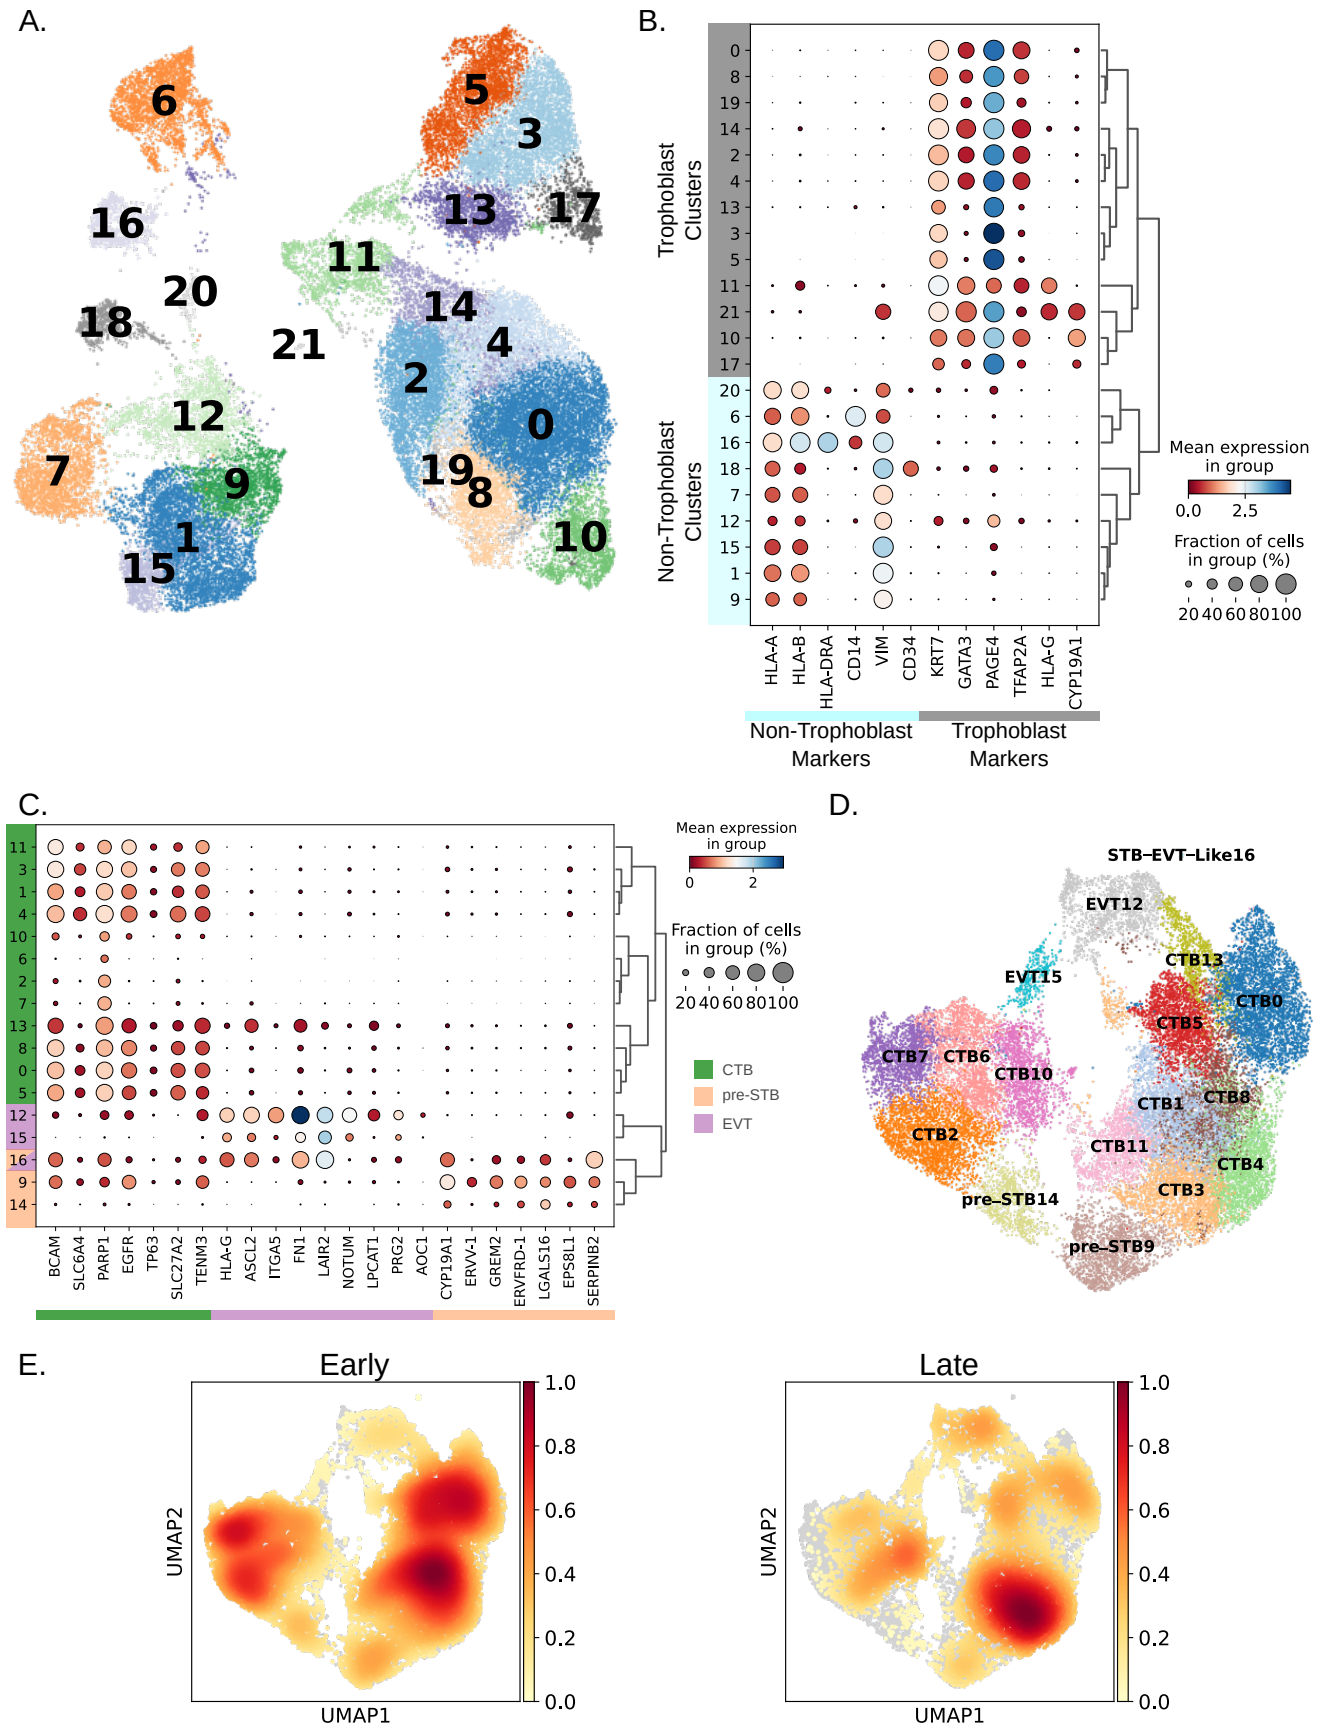 A.
6
5
3
16
13
17
11
20
14
18
4
21
2
12
0
7
19
9
8
1
10
15
B.
Trophoblast
Clusters
Non-Trophoblast
Clusters
0
8
19
14
2
4
13
3
5
11
21
10
17
20
6
16
18
7
12
15
1
9
HLA-A
HLA-B
HLA-DRA
CD14
VIM
CD34
KRT7
GATA3
PAGE4
TFAP2A
HLA-G
CYP19A1
Non-Trophoblast
Markers
Trophoblast
Markers
Mean expression
in group
0.0 2.5
Fraction of cells
in group (%)
20 40 60 80 100
C.
11
3
1
4
10
6
2
7
13
8
0
5
12
15
16
9
14
BCAM
SLC6A4
PARP1
EGFR
TP63
SLC27A2
TENM3
HLA-G
ASCL2
ITGA5
FN1
LAIR2
NOTUM
LPCAT1
PRG2
AOC1
CYP19A1
ERVV-1
GREM2
ERVFRD-1
LGALS16
EPS8L1
SERPINB2
Mean expression
in group
0 2
Fraction of cells
in group (%)
20 40 60 80 100
CTB
pre-STB
EVT
D.
STB−EVT−Like16
EVT12
CTB13
EVT15
CTB0
CTB5
CTB7
CTB6
CTB10
CTB8
CTB1
CTB2
CTB11
CTB4
CTB3
pre−STB14
pre−STB9
E.
Early
1.0
0.8
0.6
0.4
0.2
0.0
UMAP2
UMAP1
Late
1.0
0.8
0.6
0.4
0.2
0.0
UMAP2
UMAP1